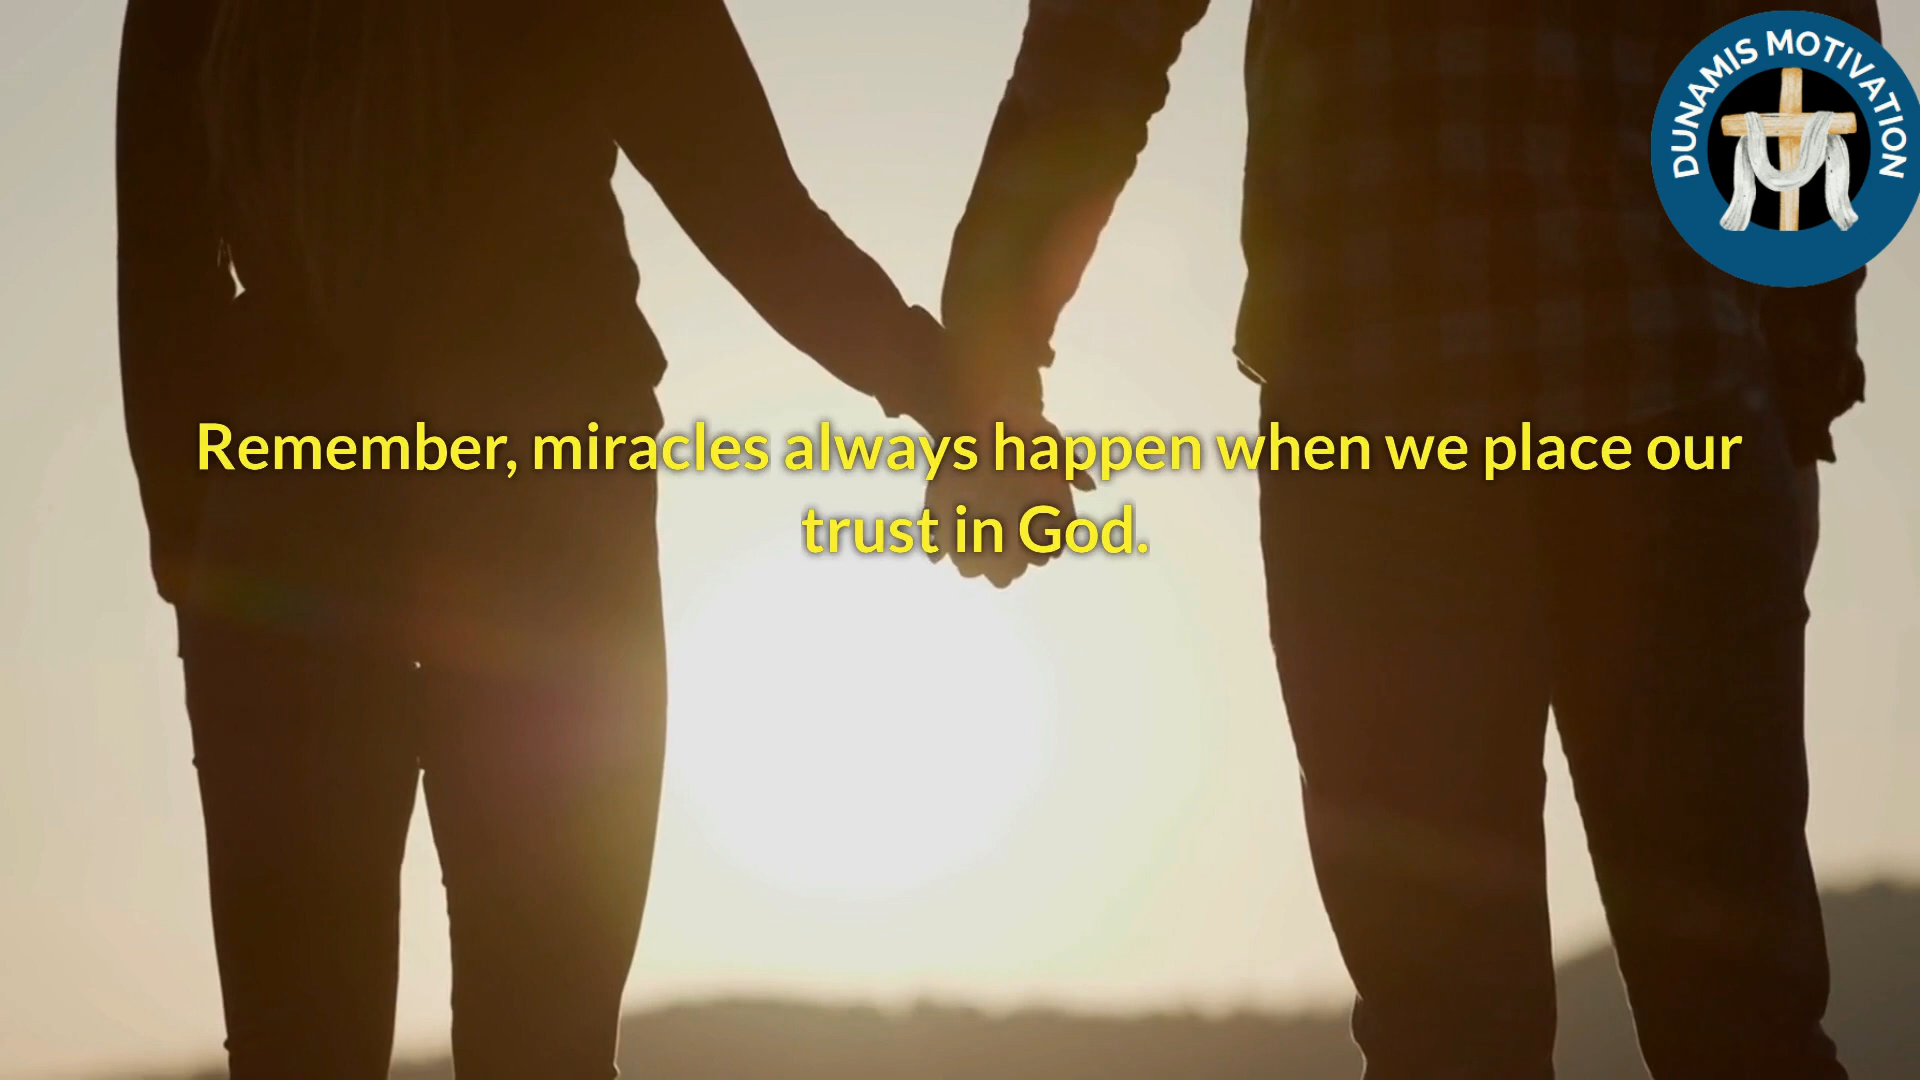 DUNAMIS MOTIVATION
Remember, miracles always happen when we place our
trust in God.